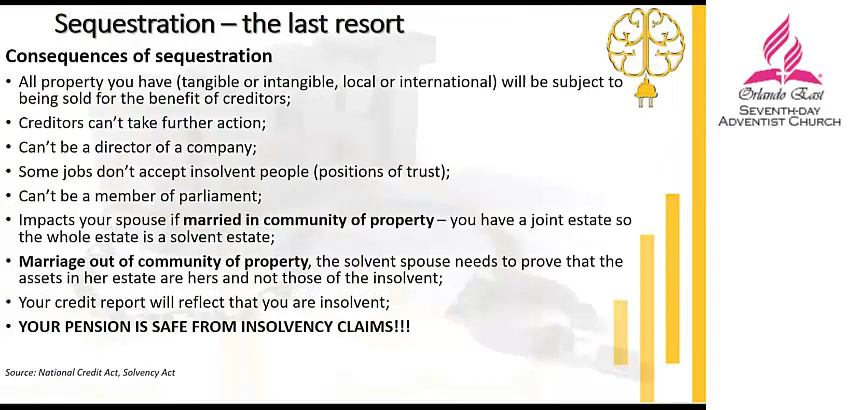 Sequestration – the last resort
Consequences of sequestration
• All property you have (tangible or intangible, local or international) will be subject to
being sold for the benefit of creditors;
• Creditors can't take further action;
• Can't be a director of a company;
• Some jobs don't accept insolvent people (positions of trust);
• Can't be a member of parliament;
• Impacts your spouse if married in community of property – you have a joint estate so
the whole estate is a solvent estate;
• Marriage out of community of property, the solvent spouse needs to prove that the
assets in her estate are hers and not those of the insolvent;
• Your credit report will reflect that you are insolvent;
• YOUR PENSION IS SAFE FROM INSOLVENCY CLAIMS!!!
Source: National Credit Act, Solvency Act
Orlando East
SEVENTH-DAY
ADVENTIST CHURCH